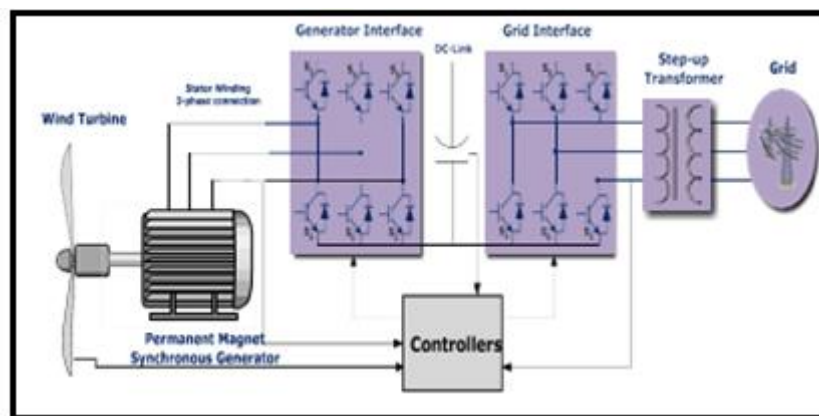 Generator Interface
Grid Interface
DC-Link
Step-up
Transformer
Grid
Stator Winding
3-phase connection
Wind Turbine
Permanent Magnet
Synchronous Generator
Controllers